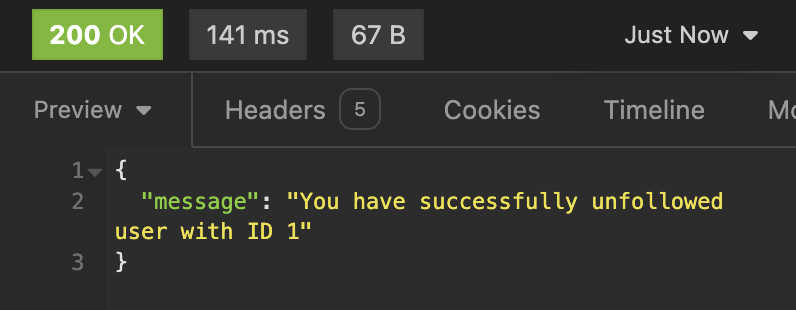 200 OK 141 ms 67 B Just Now
Preview Headers 5 Cookies Timeline Mo
1 {
2 "message": "You have successfully unfollowed
user with ID 1"
3 }